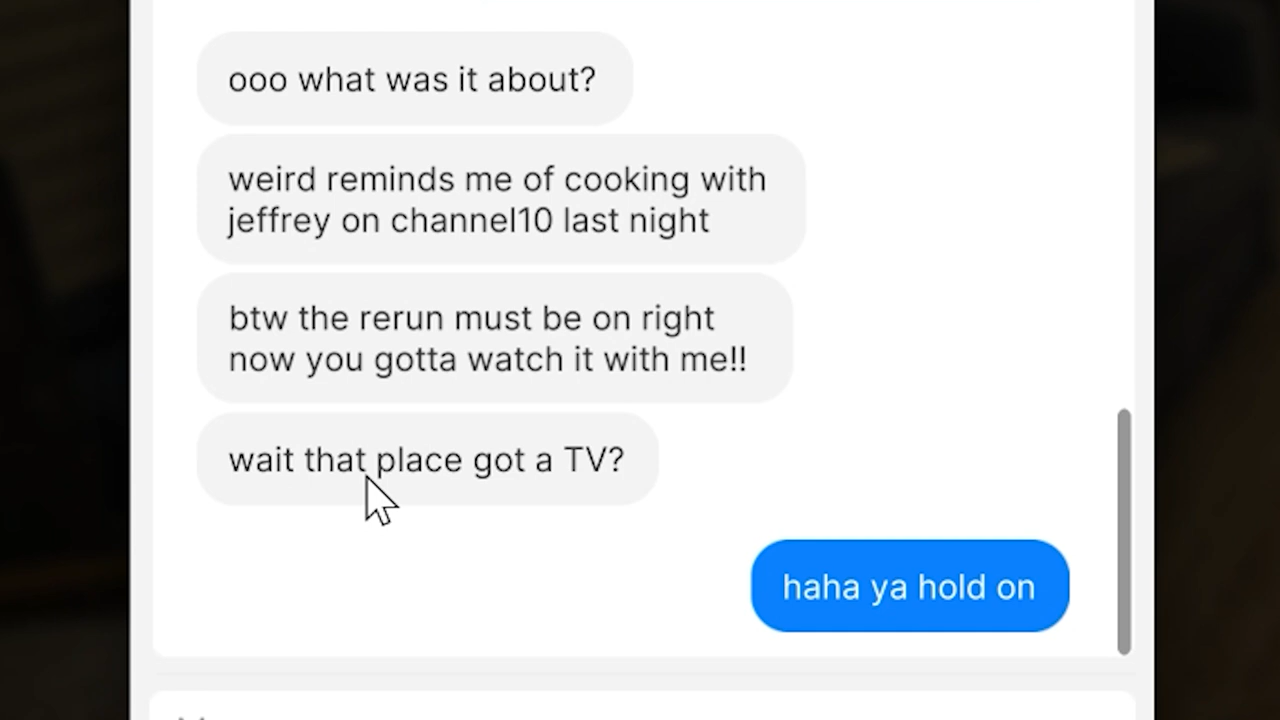 ooo what was it about?
weird reminds me of cooking with
jeffrey on channel10 last night
btw the rerun must be on right
now you gotta watch it with me!!
wait that place got a TV?
haha ya hold on